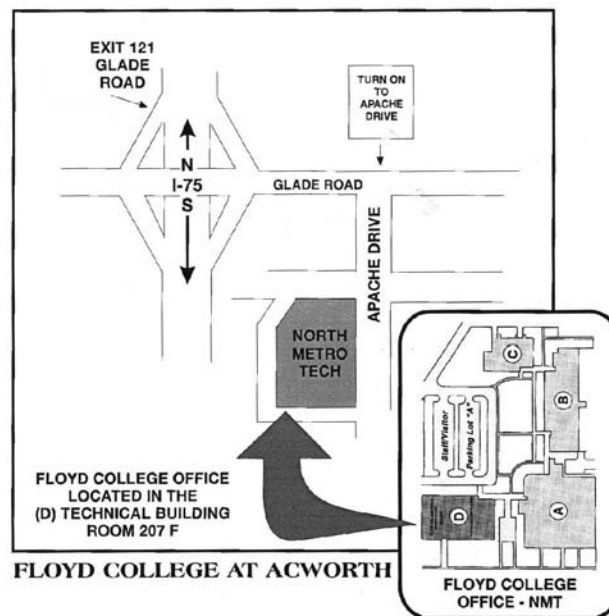 EXIT 121
GLADE
ROAD
TURN ON
TO
APACHE
DRIVE
N
I-75
S
GLADE ROAD
APACHE DRIVE
NORTH
METRO
TECH
C
B
Staff/Visitor
Parking Lot "A"
D
A
FLOYD COLLEGE OFFICE
LOCATED IN THE
(D) TECHNICAL BUILDING
ROOM 207 F
FLOYD COLLEGE AT ACWORTH
FLOYD COLLEGE
OFFICE - NMT